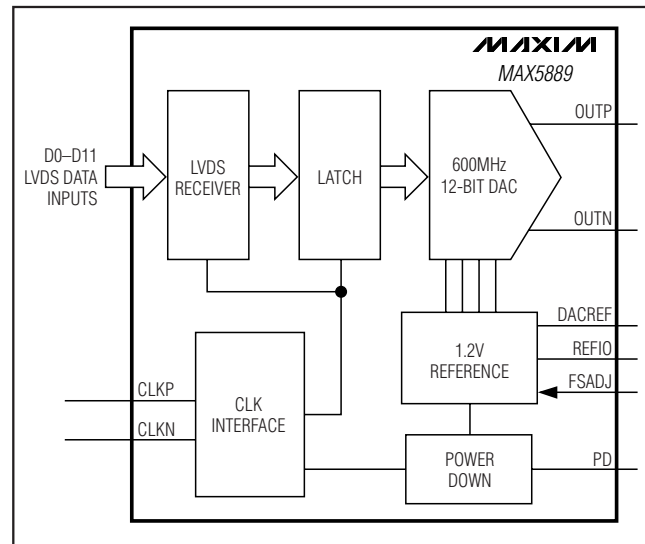 MAXIM
MAX5889
D0–D11
LVDS DATA
INPUTS
LVDS
RECEIVER
LATCH
600MHz
12-BIT DAC
OUTP
OUTN
1.2V
REFERENCE
DACREF
REFIO
FSADJ
CLKP
CLKN
CLK
INTERFACE
POWER
DOWN
PD